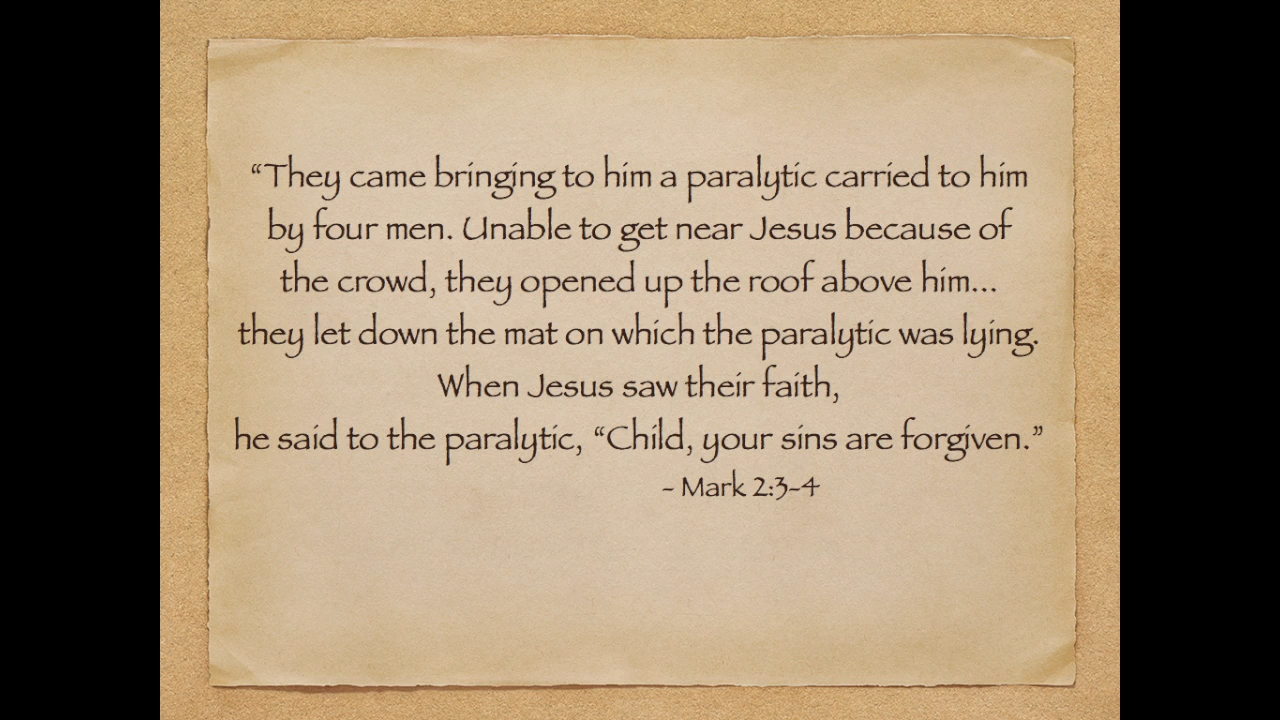 “They came bringing to him a paralytic carried to him
by four men. Unable to get near Jesus because of
the crowd, they opened up the roof above him...
they let down the mat on which the paralytic was lying.
When Jesus saw their faith,
he said to the paralytic, “Child, your sins are forgiven.”
- Mark 2:3-4